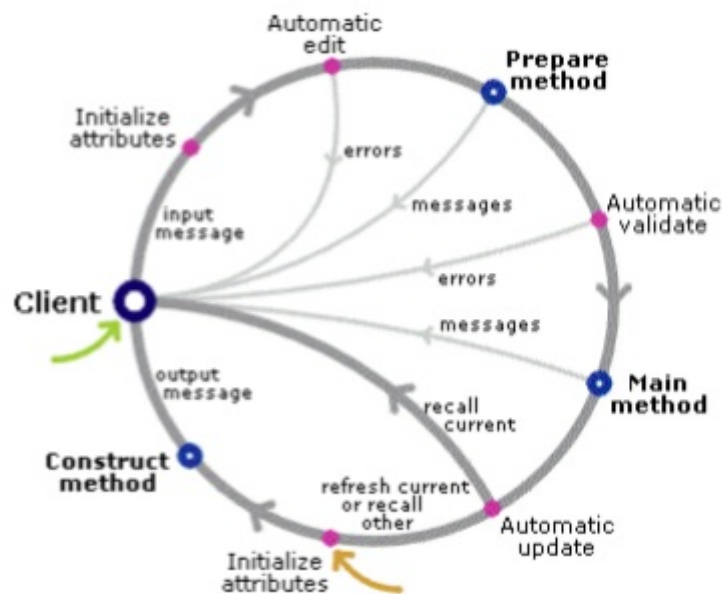 Automatic
edit
Prepare
method
Initialize
attributes
errors
messages
input
message
Automatic
validate
errors
Client
messages
output
message
Main
method
recall
current
Construct
method
refresh current
or recall
other
Automatic
update
Initialize
attributes